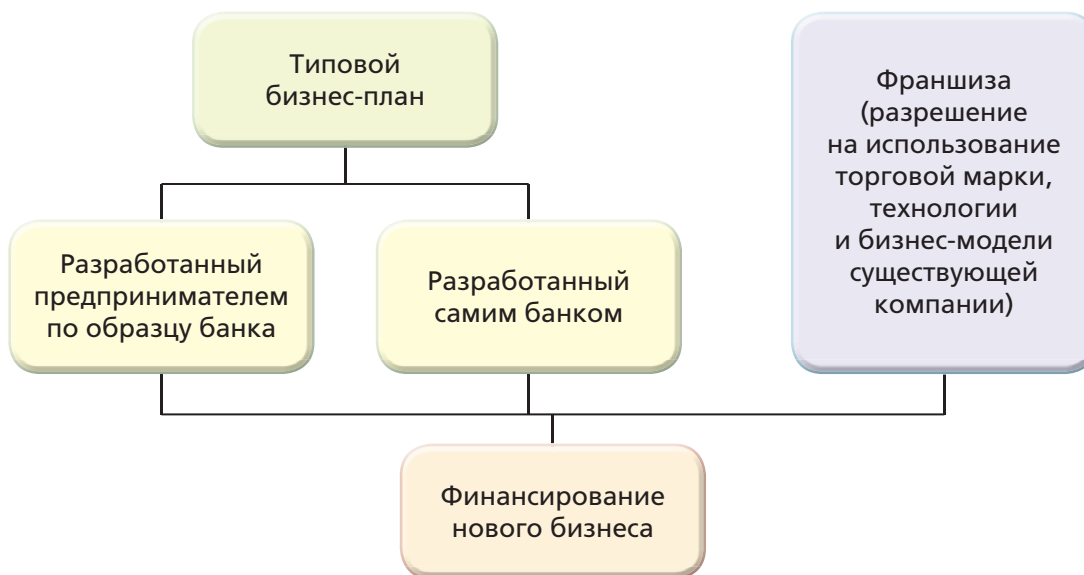 Типовой
бизнес-план
Франшиза
(разрешение
на использование
торговой марки,
технологии
и бизнес-модели
существующей
компании)
Разработанный
предпринимателем
по образцу банка
Разработанный
самим банком
Финансирование
нового бизнеса